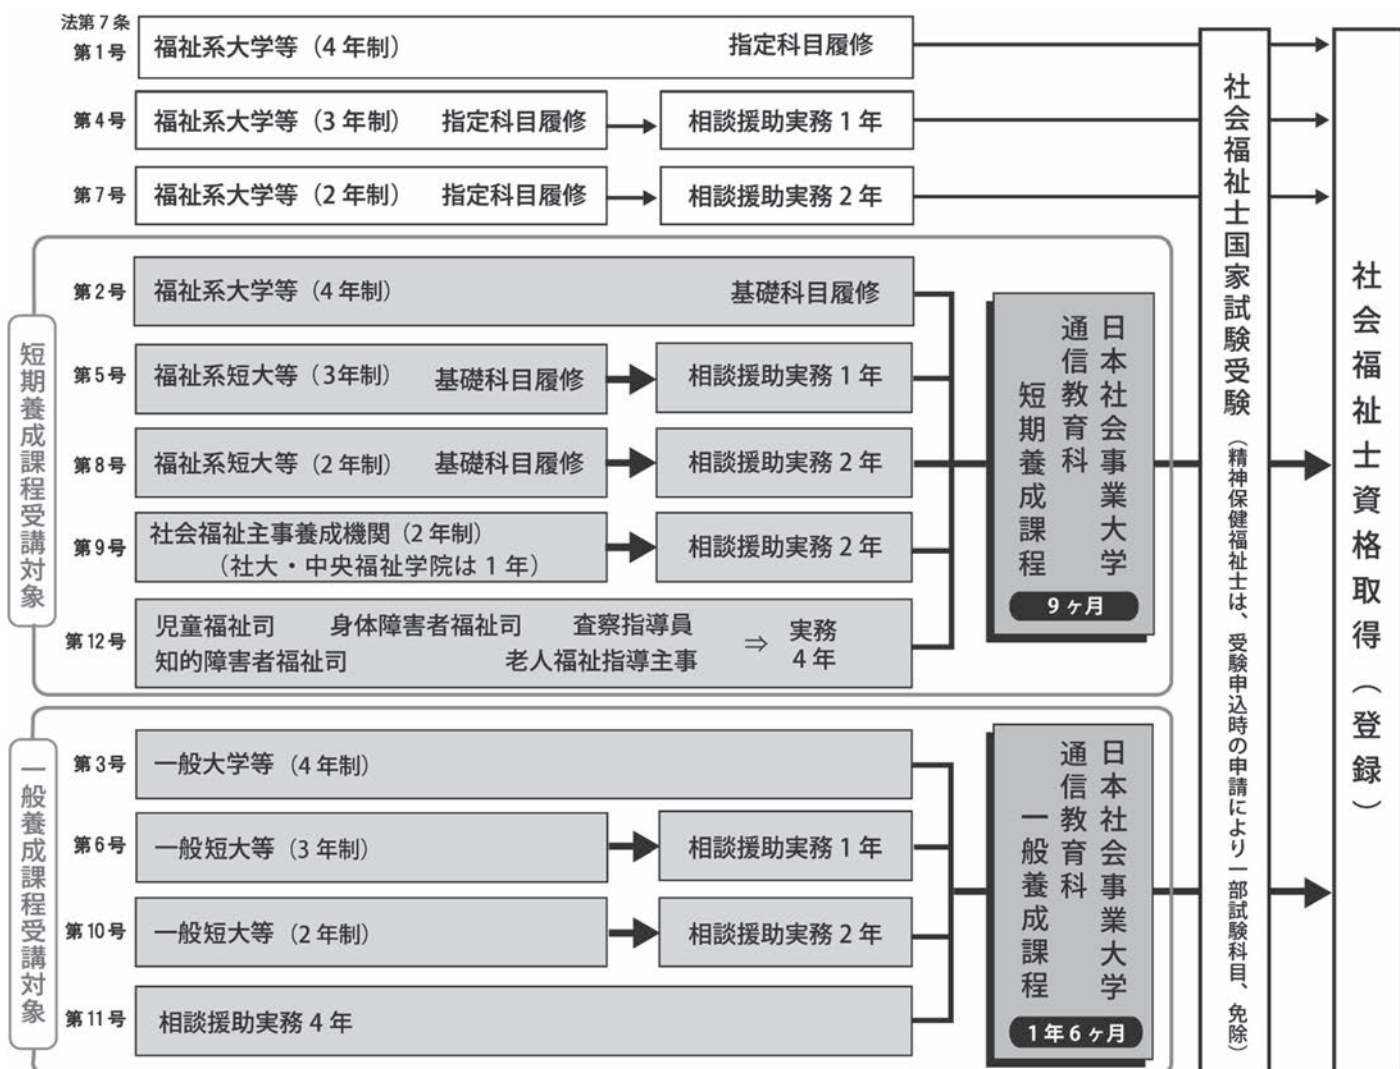 法第7条
第1号 福祉系大学等（4年制） 指定科目履修
第4号 福祉系大学等（3年制） 指定科目履修 相談援助実務1年
第7号 福祉系大学等（2年制） 指定科目履修 相談援助実務2年
短期養成課程受講対象
第2号 福祉系大学等（4年制） 基礎科目履修
第5号 福祉系短大等（3年制） 基礎科目履修 相談援助実務1年
第8号 福祉系短大等（2年制） 基礎科目履修 相談援助実務2年
第9号 社会福祉主事養成機関（2年制）
（社大・中央福祉学院は1年） 相談援助実務2年
第12号 児童福祉司 身体障害者福祉司 査察指導員
知的障害者福祉司 老人福祉指導主事 ⇒ 実務
4年
日本社会事業大学
通信教育科
短期養成課程
9ヶ月
一般養成課程受講対象
第3号 一般大学等（4年制）
第6号 一般短大等（3年制） 相談援助実務1年
第10号 一般短大等（2年制） 相談援助実務2年
第11号 相談援助実務4年
日本社会事業大学
通信教育科
一般養成課程
1年6ヶ月
社会福祉士国家試験受験（精神保健福祉士は、受験申込時の申請により一部試験科目、免除）
社会福祉士資格取得（登録）